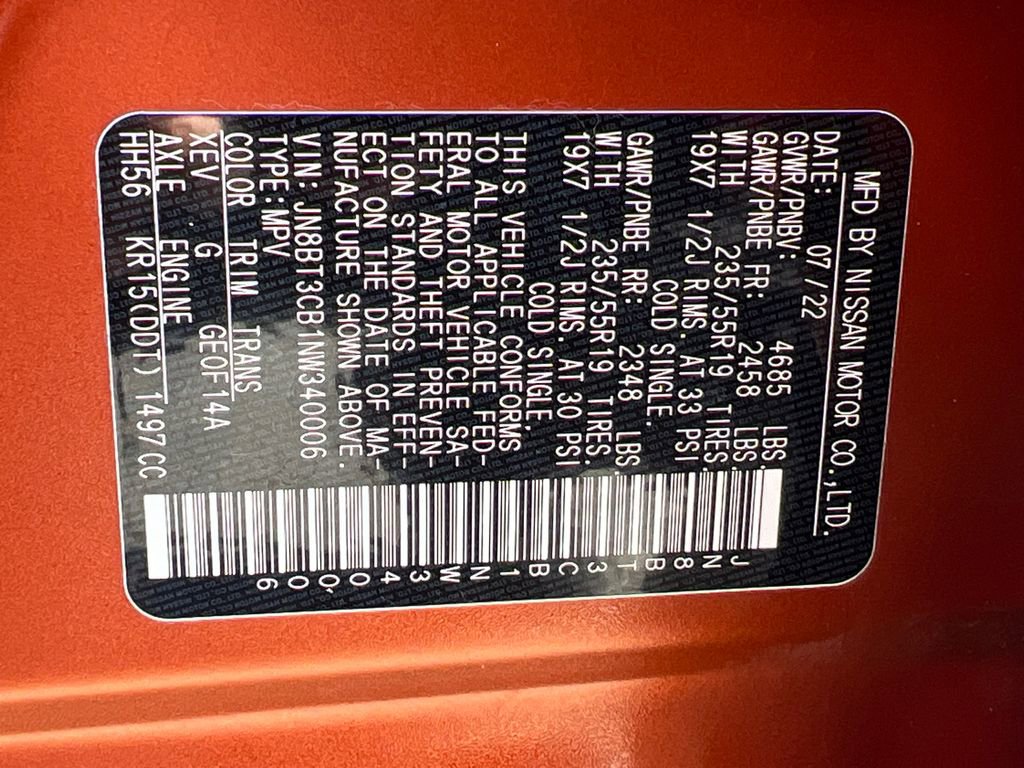 MFD BY NISSAN MOTOR CO.,LTD.
DATE: 07/22
GVWR/PNBV: 4685 LBS.
GAWR/PNBE FR: 2458 LBS.
WITH 235/55R19 TIRES,
19X7 1/2J RIMS. AT 33 PSI
COLD SINGLE.
GAWR/PNBE RR: 2348 LBS.
WITH 235/55R19 TIRES,
19X7 1/2J RIMS. AT 30 PSI
COLD SINGLE.
THIS VEHICLE CONFORMS
TO ALL APPLICABLE FED-
ERAL MOTOR VEHICLE SA-
FETY AND THEFT PREVEN-
TION STANDARDS IN EFF-
ECT ON THE DATE OF MA-
NUFACTURE SHOWN ABOVE.
VIN: JN8BT3CB1NW340006
TYPE:MPV
COLOR TRIM TRANS
XEV . G GE0F14A
AXLE ENGINE
HH56 KR15(DDT) 1497CC
JN8BT3CB1NW340006